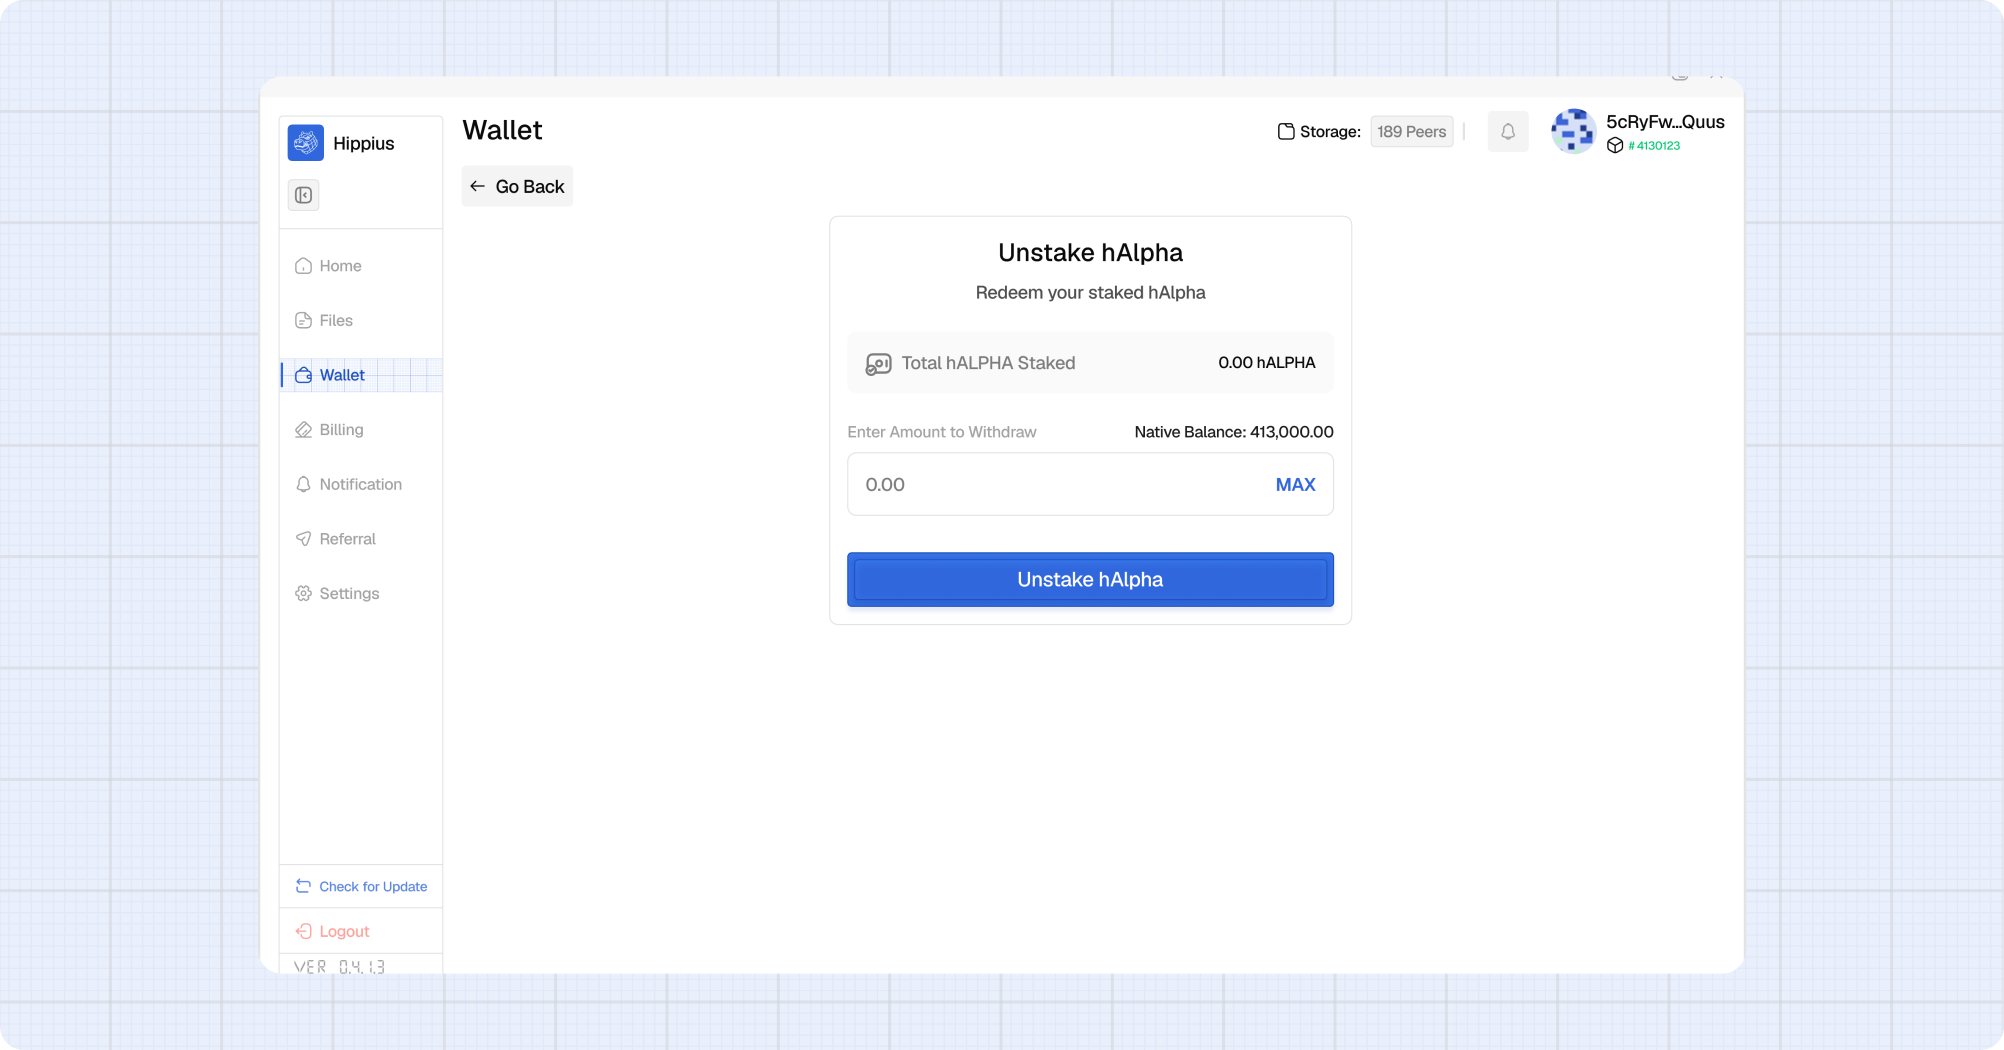 Hippius
Home
Files
Wallet
Billing
Notification
Referral
Settings
Check for Update
Logout
VER 0.4.1.3
Wallet
Storage: 189 Peers
5cRyFw...Quus
# 4130123
Go Back
Unstake hAlpha
Redeem your staked hAlpha
Total hALPHA Staked 0.00 hALPHA
Enter Amount to Withdraw Native Balance: 413,000.00
0.00 MAX
Unstake hAlpha